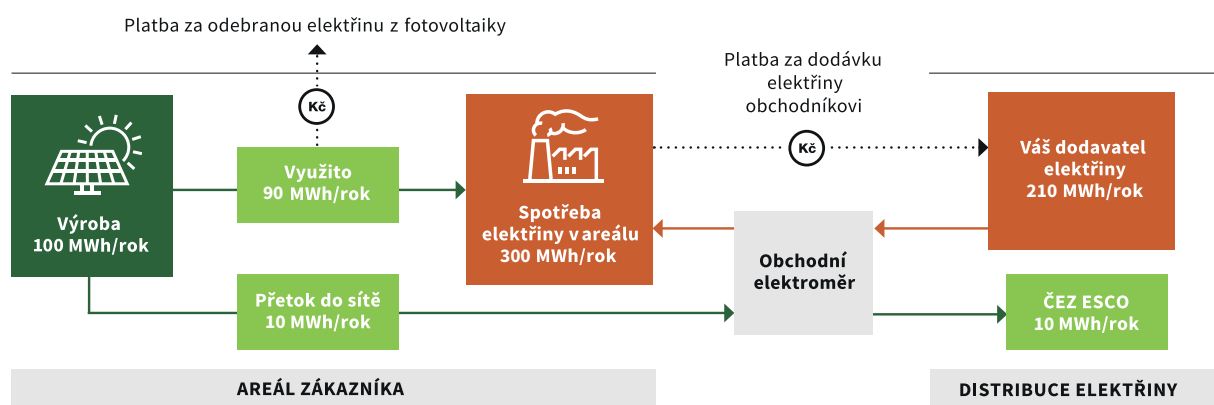 Platba za odebranou elektřinu z fotovoltaiky
Kč
Platba za dodávku
elektřiny
obchodníkovi
Kč
Výroba
100 MWh/rok
Využito
90 MWh/rok
Spotřeba
elektřiny v areálu
300 MWh/rok
Váš dodavatel
elektřiny
210 MWh/rok
Obchodní
elektroměr
Přetok do sítě
10 MWh/rok
ČEZ ESCO
10 MWh/rok
AREÁL ZÁKAZNÍKA
DISTRIBUCE ELEKTŘINY